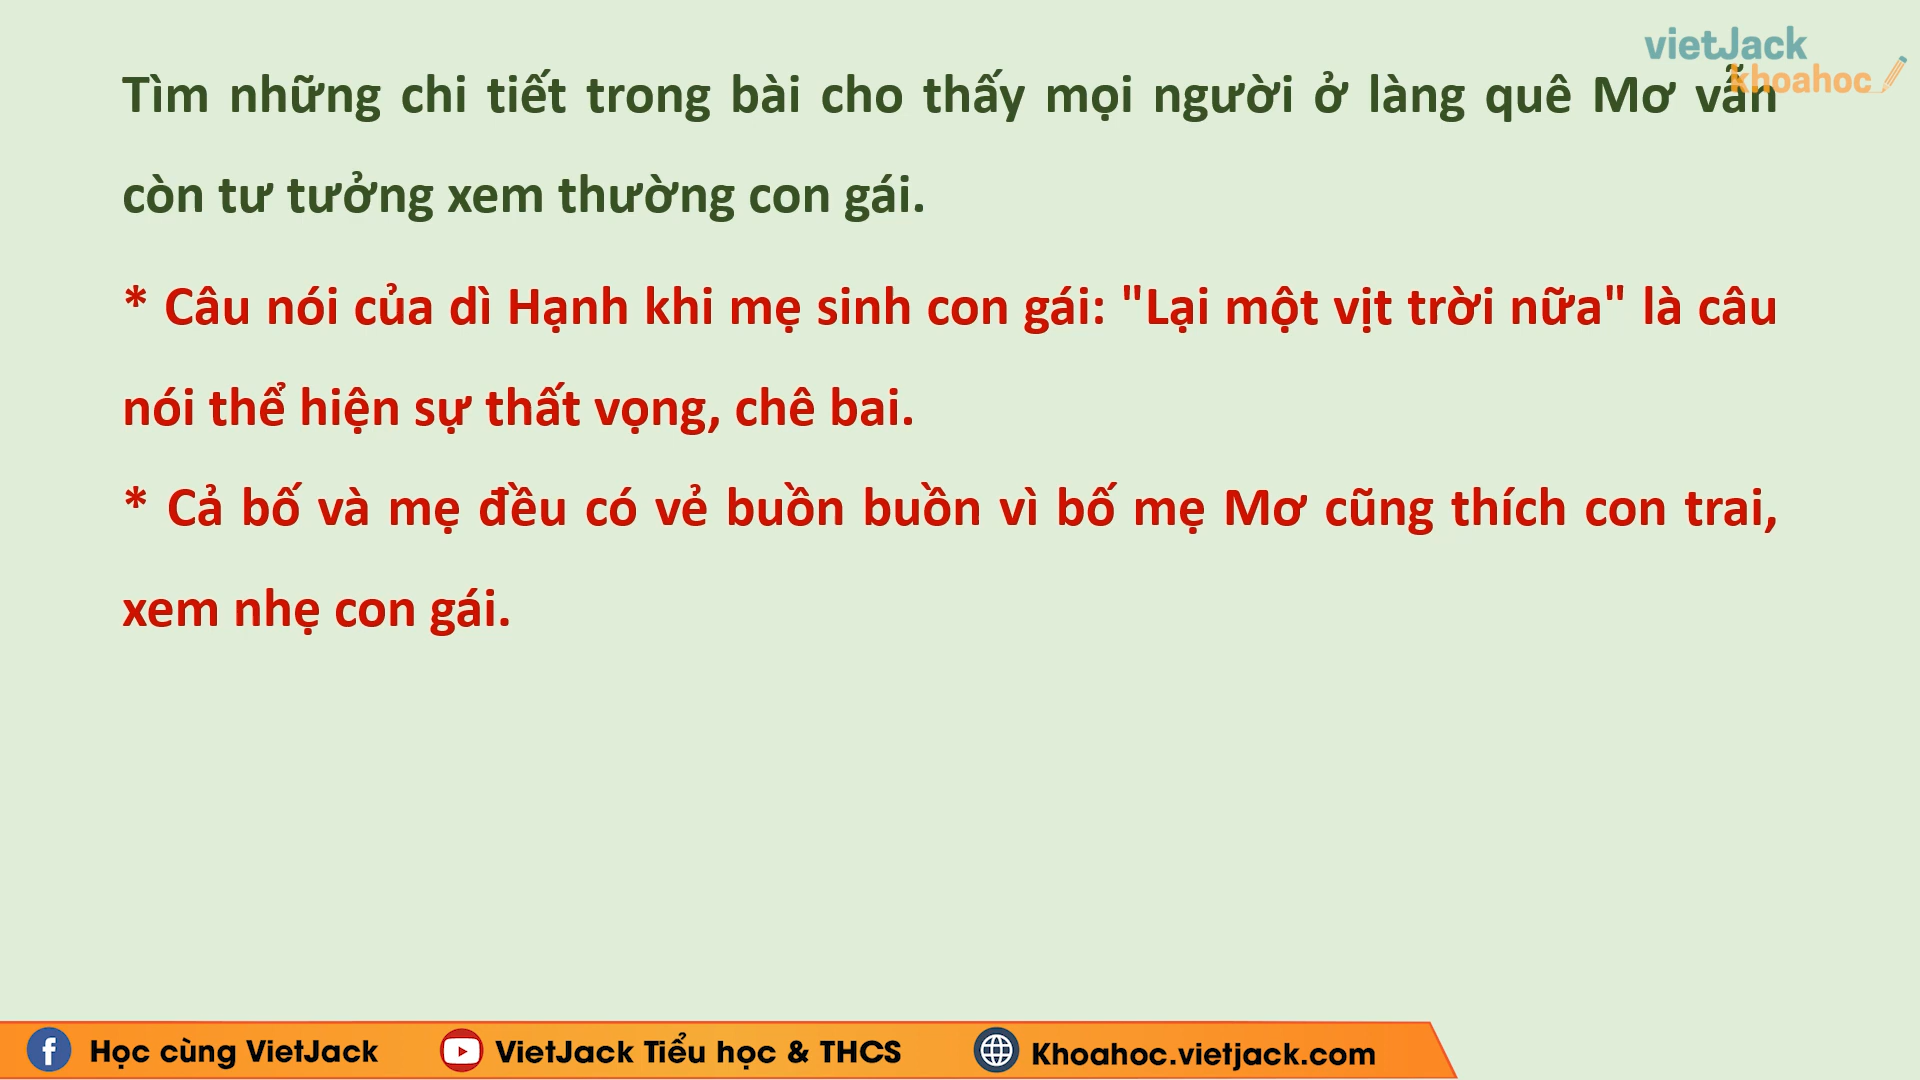 vietJack
khoahoc
Tìm những chi tiết trong bài cho thấy mọi người ở làng quê Mơ vẫn
còn tư tưởng xem thường con gái.
* Câu nói của dì Hạnh khi mẹ sinh con gái: "Lại một vịt trời nữa" là câu
nói thể hiện sự thất vọng, chê bai.
* Cả bố và mẹ đều có vẻ buồn buồn vì bố mẹ Mơ cũng thích con trai,
xem nhẹ con gái.
Học cùng VietJack VietJack Tiểu học & THCS Khoahoc.vietjack.com